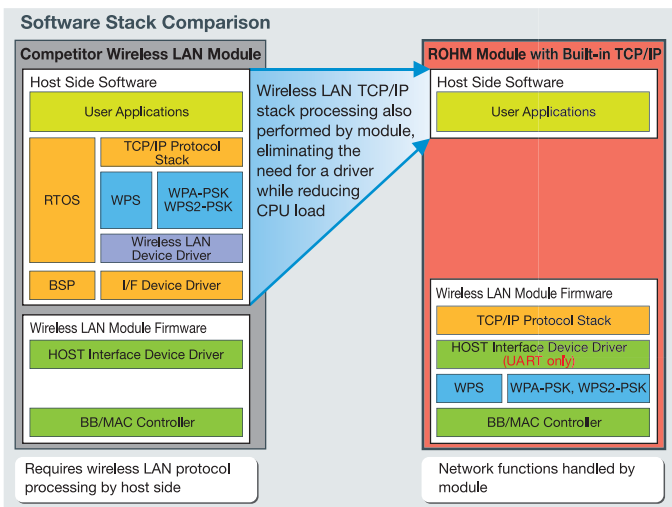 Software Stack Comparison
Competitor Wireless LAN Module
Host Side Software
User Applications
RTOS
TCP/IP Protocol
Stack
WPS
WPA-PSK
WPS2-PSK
Wireless LAN
Device Driver
BSP
I/F Device Driver
Wireless LAN Module Firmware
HOST Interface Device Driver
BB/MAC Controller
Requires wireless LAN protocol
processing by host side
Wireless LAN TCP/IP
stack processing also
performed by module,
eliminating the
need for a driver
while reducing
CPU load
ROHM Module with Built-in TCP/IP
Host Side Software
User Applications
Wireless LAN Module Firmware
TCP/IP Protocol Stack
HOST Interface Device Driver
(UART only)
WPS
WPA-PSK, WPS2-PSK
BB/MAC Controller
Network functions handled by
module